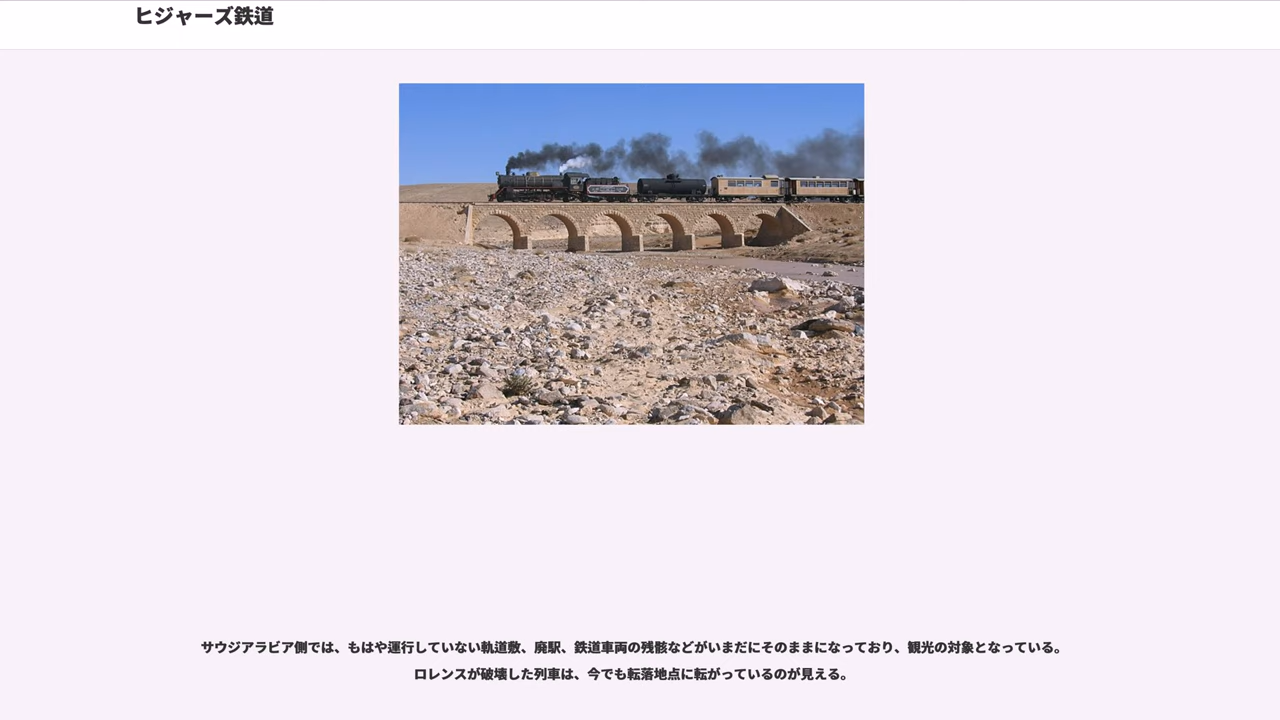 ヒジャーズ鉄道
サウジアラビア側では、もはや運行していない軌道敷、廃駅、鉄道車両の残骸などがいまだにそのままになっており、観光の対象となっている。
ロレンスが破壊した列車は、今でも転落地点に転がっているのが見える。